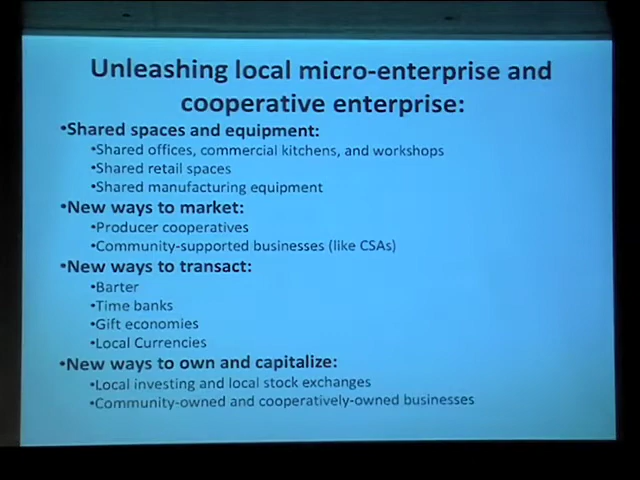 Unleashing local micro-enterprise and
cooperative enterprise:
•Shared spaces and equipment:
•Shared offices, commercial kitchens, and workshops
•Shared retail spaces
•Shared manufacturing equipment
•New ways to market:
•Producer cooperatives
•Community-supported businesses (like CSAs)
•New ways to transact:
•Barter
•Time banks
•Gift economies
•Local Currencies
•New ways to own and capitalize:
•Local investing and local stock exchanges
•Community-owned and cooperatively-owned businesses